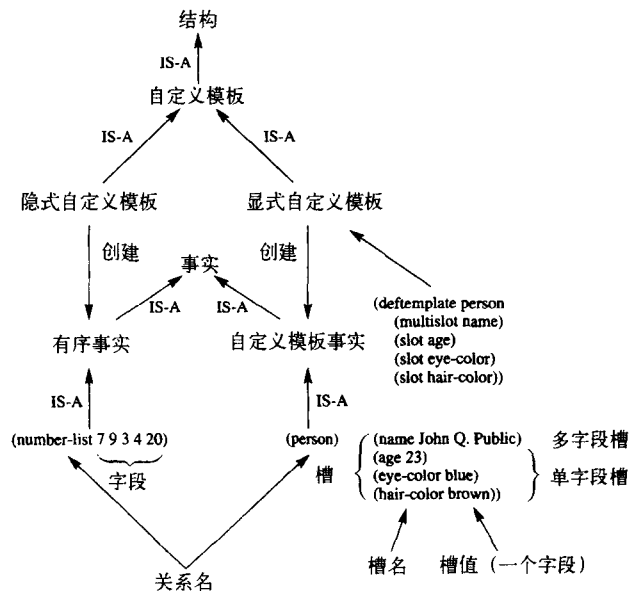 结构
IS-A
自定义模板
IS-A IS-A
隐式自定义模板 显式自定义模板
创建 事实 创建
IS-A IS-A
(deftemplate person
(multislot name)
(slot age)
(slot eye-color)
(slot hair-color))
有序事实 自定义模板事实
IS-A IS-A
(number-list 7 9 3 4 20) (person) (name John Q. Public) 多字段槽
字段 槽 (age 23)
(eye-color blue) 单字段槽
(hair-color brown))
关系名 槽名 槽值 (一个字段)